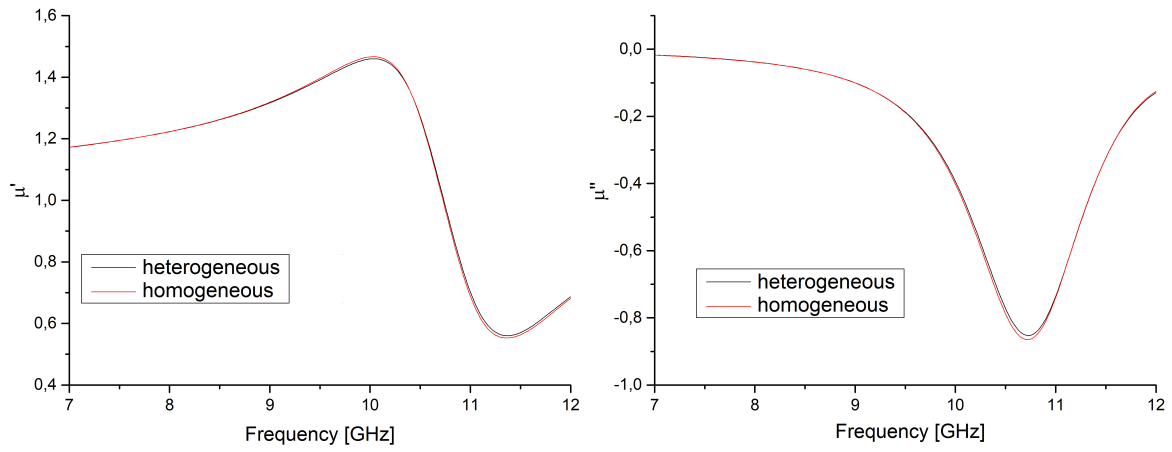 1,6
1,4
1,2
1,0
0,8
0,6
0,4
μ'
7 8 9 10 11 12
Frequency [GHz]
heterogeneous
homogeneous
0,0
-0,2
-0,4
-0,6
-0,8
-1,0
μ"
7 8 9 10 11 12
Frequency [GHz]
heterogeneous
homogeneous